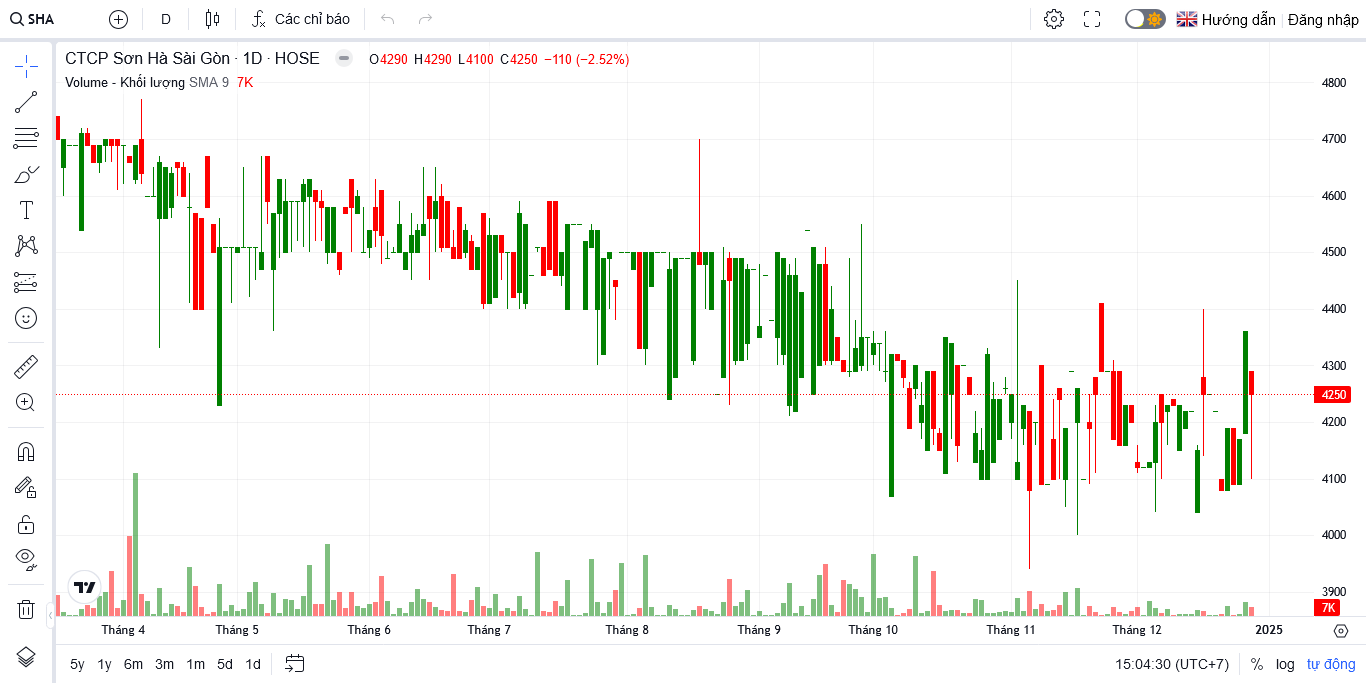 SHA D Các chỉ báo Hướng dẫn Đăng nhập
CTCP Sơn Hà Sài Gòn · 1D · HOSE O4290 H4290 L4100 C4250 −110 (−2.52%)
Volume - Khối lượng SMA 9 7K
4800
4700
4600
4500
4400
4300
4250
4200
4100
4000
3900
7K
Tháng 4 Tháng 5 Tháng 6 Tháng 7 Tháng 8 Tháng 9 Tháng 10 Tháng 11 Tháng 12 2025
5y 1y 6m 3m 1m 5d 1d 15:04:30 (UTC+7) % log tự động